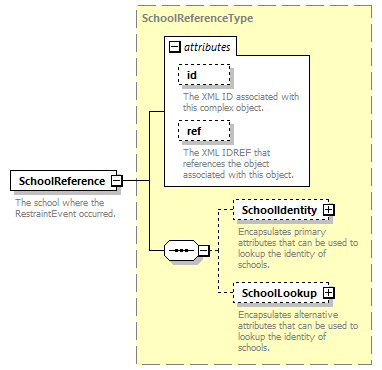 SchoolReferenceType
attributes
id
The XML ID associated with
this complex object.
ref
The XML IDREF that
references the object
associated with this object.
SchoolReference
The school where the
RestraintEvent occurred.
SchoolIdentity
Encapsulates primary
attributes that can be used to
lookup the identity of
schools.
SchoolLookup
Encapsulates alternative
attributes that can be used to
lookup the identity of
schools.